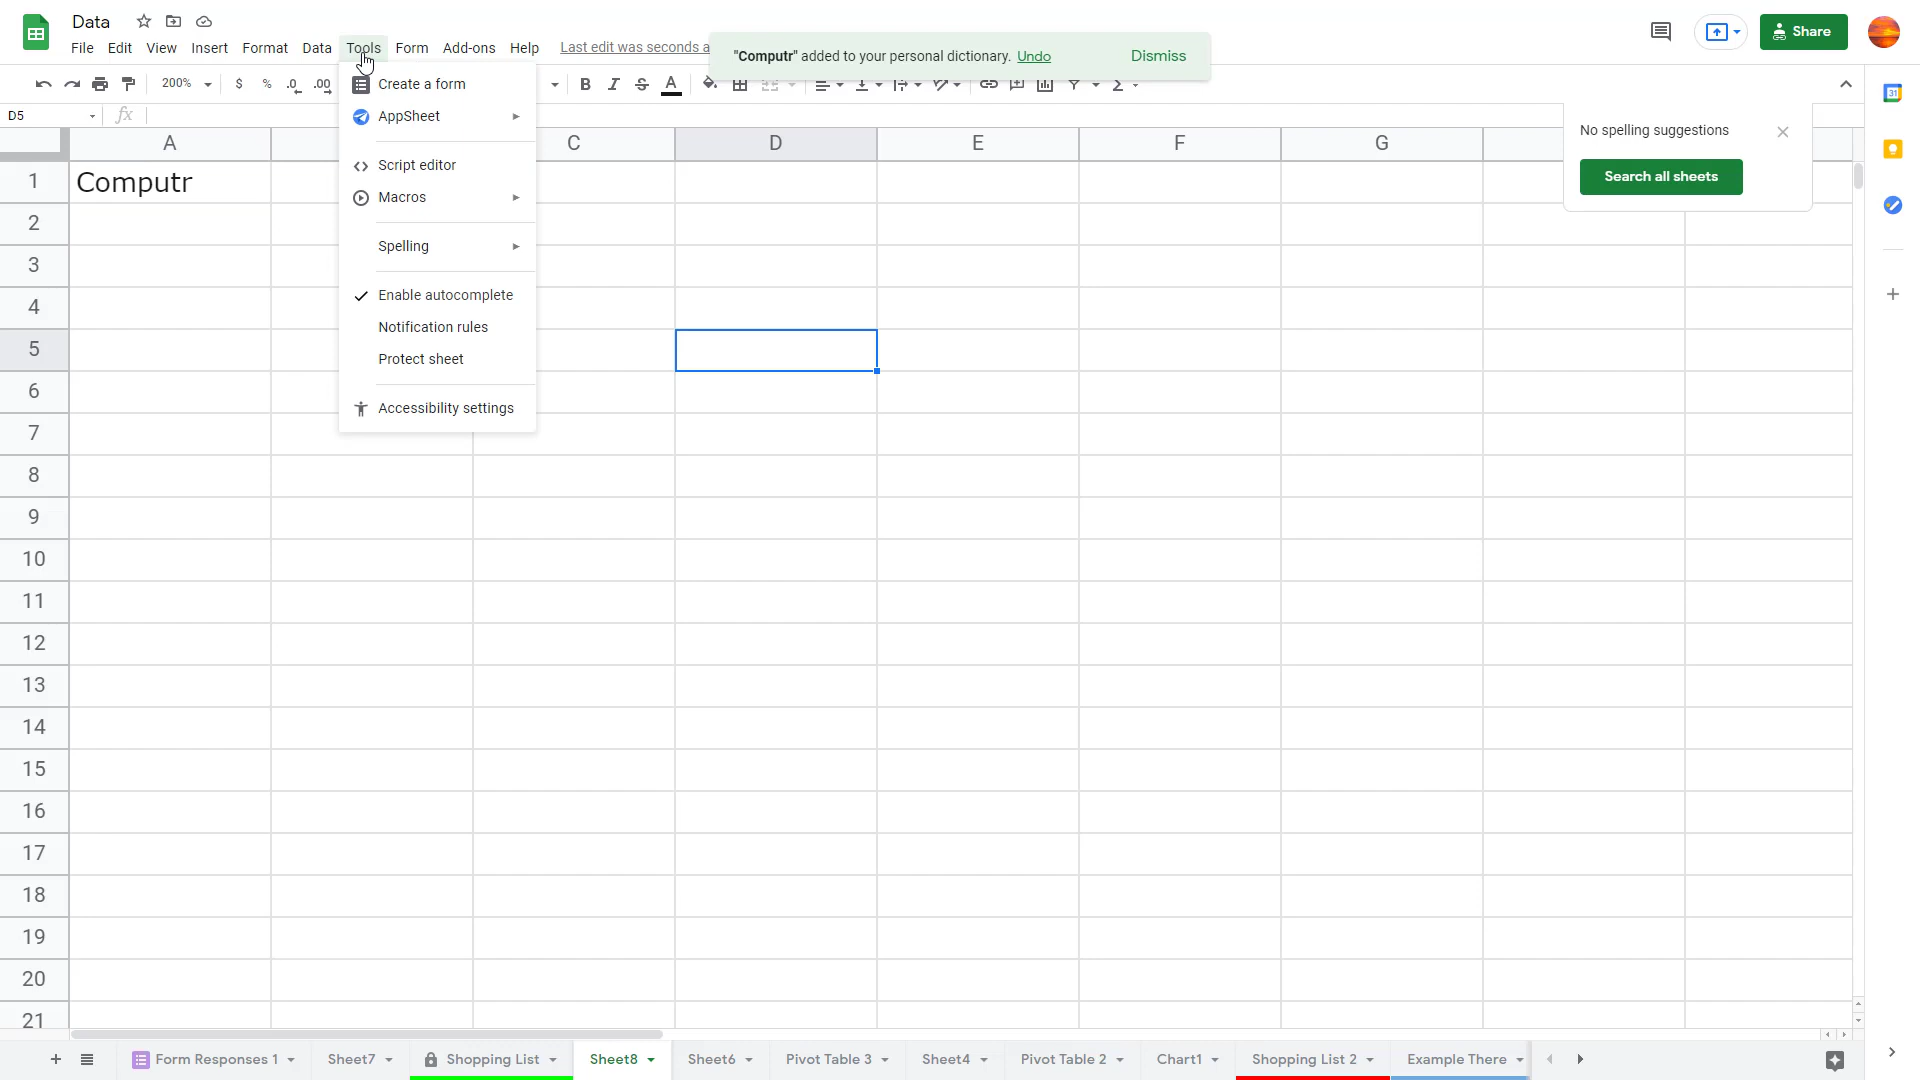 Data
File Edit View Insert Format Data Tools Form Add-ons Help Last edit was seconds a
"Computr" added to your personal dictionary. Undo Dismiss
Share
200% $ % .0 .00 B I S A Σ
D5 fx
Create a form
AppSheet
Script editor
Macros
Spelling
Enable autocomplete
Notification rules
Protect sheet
Accessibility settings
No spelling suggestions
Search all sheets
31
A C D E F G
1 Computr
2
3
4
5
6
7
8
9
10
11
12
13
14
15
16
17
18
19
20
21
Form Responses 1 Sheet7 Shopping List Sheet8 Sheet6 Pivot Table 3 Sheet4 Pivot Table 2 Chart1 Shopping List 2 Example There